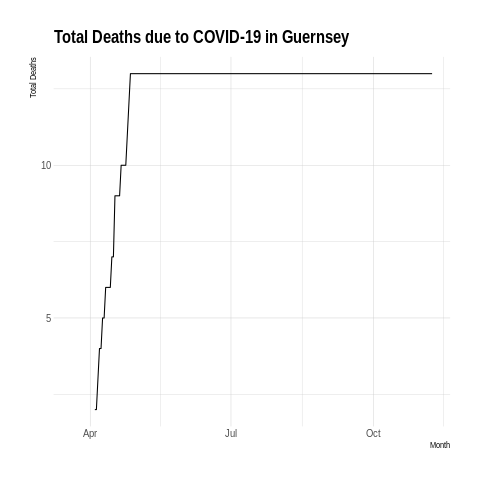 Total Deaths due to COVID-19 in Guernsey
Total Deaths
10
5
Apr Jul Oct
Month